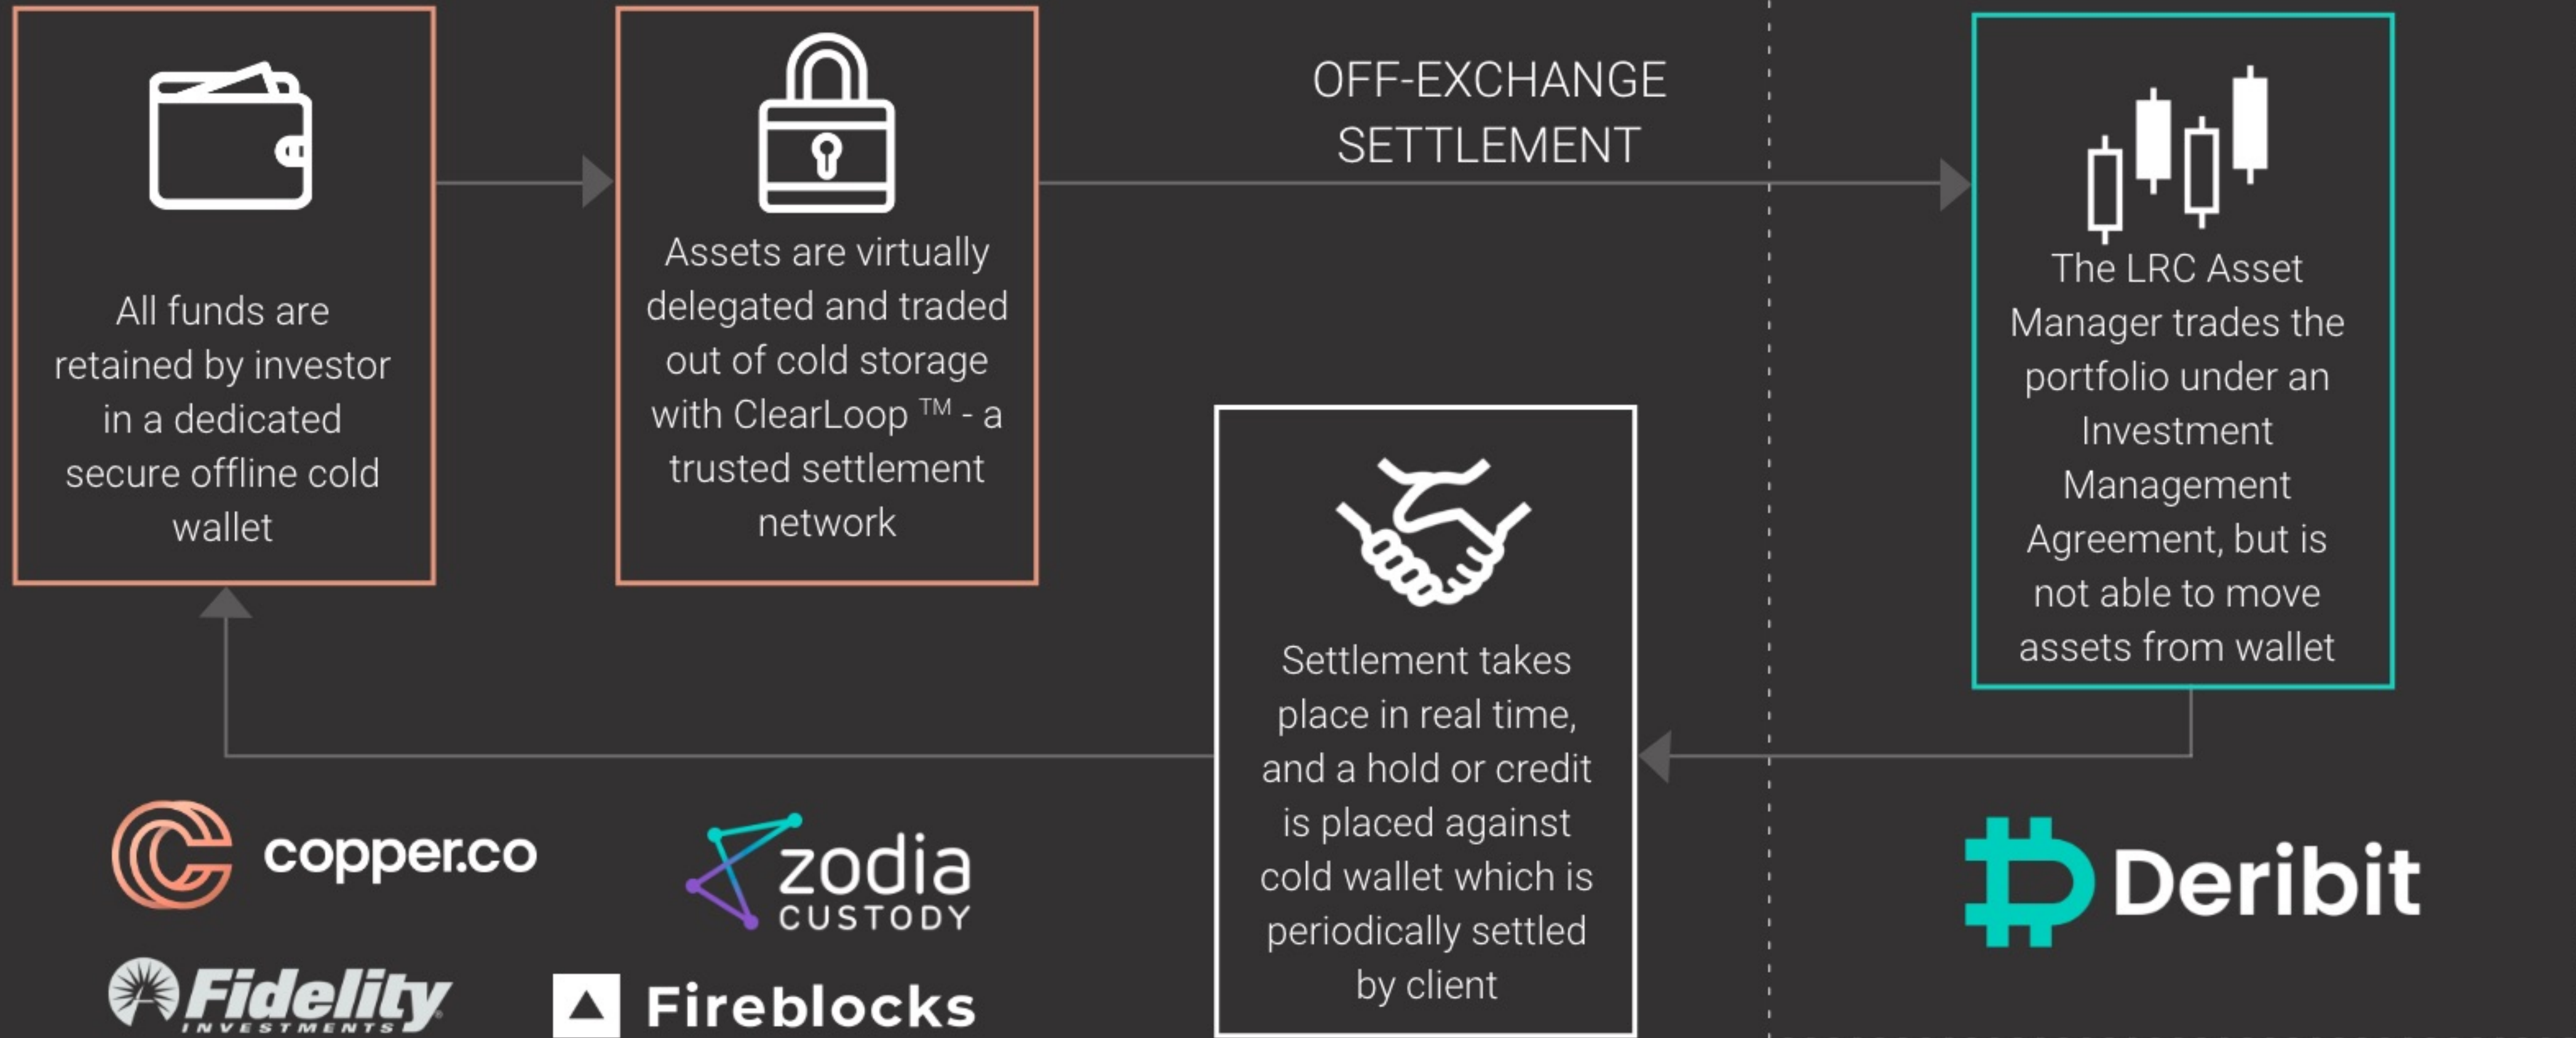 All funds are
retained by investor
in a dedicated
secure offline cold
wallet
Assets are virtually
delegated and traded
out of cold storage
with ClearLoop ™ - a
trusted settlement
network
OFF-EXCHANGE
SETTLEMENT
The LRC Asset
Manager trades the
portfolio under an
Investment
Management
Agreement, but is
not able to move
assets from wallet
Settlement takes
place in real time,
and a hold or credit
is placed against
cold wallet which is
periodically settled
by client
copper.co
zodia
CUSTODY
Fidelity
INVESTMENTS
Fireblocks
Deribit